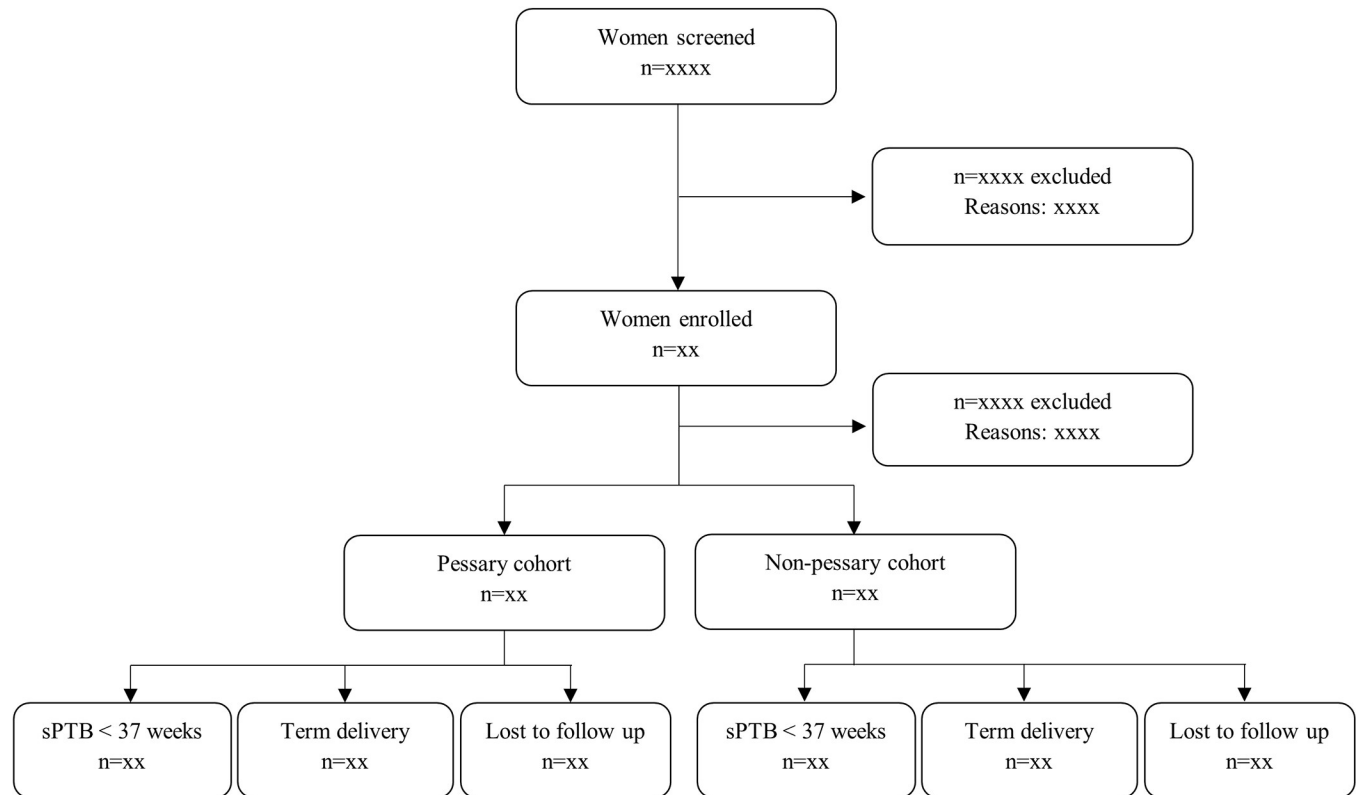 Women screened
n=xxxx
n=xxxx excluded
Reasons: xxxx
Women enrolled
n=xx
n=xxxx excluded
Reasons: xxxx
Pessary cohort
n=xx
Non-pessary cohort
n=xx
sPTB < 37 weeks
n=xx
Term delivery
n=xx
Lost to follow up
n=xx
sPTB < 37 weeks
n=xx
Term delivery
n=xx
Lost to follow up
n=xx